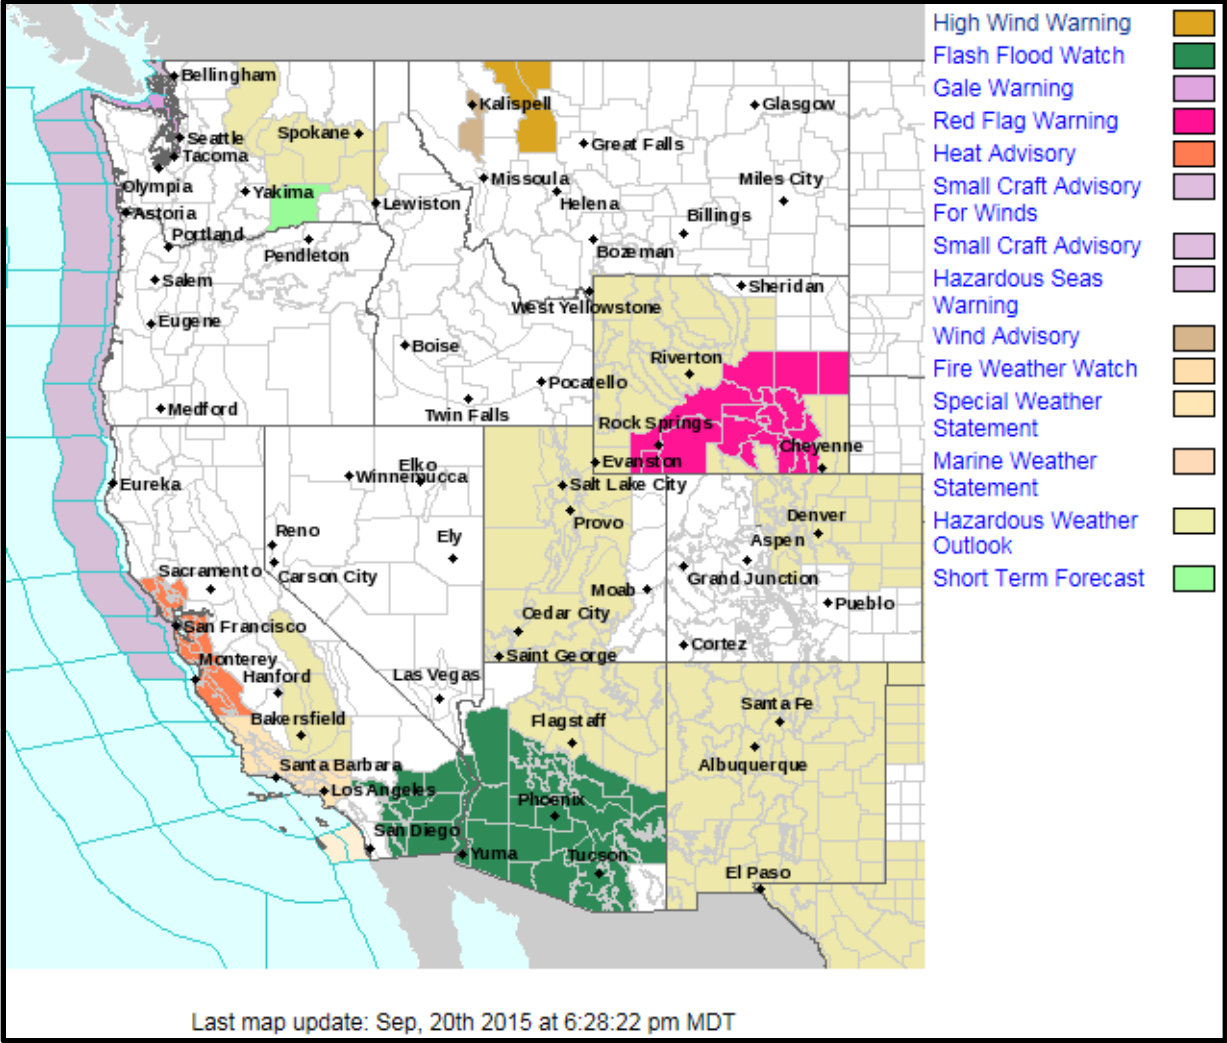 High Wind Warning
Flash Flood Watch
Gale Warning
Red Flag Warning
Heat Advisory
Small Craft Advisory
For Winds
Small Craft Advisory
Hazardous Seas
Warning
Wind Advisory
Fire Weather Watch
Special Weather
Statement
Marine Weather
Statement
Hazardous Weather
Outlook
Short Term Forecast
Bellingham
Kalispell
Glasgow
Seattle
Spokane
Great Falls
Tacoma
Olympia
Yakima
Missoula
Miles City
Astoria
Lewiston
Helena
Billings
Portland
Pendleton
Bozeman
Salem
Sheridan
West Yellowstone
Eugene
Boise
Riverton
Pocatello
Medford
Twin Falls
Rock Springs
Cheyenne
Elko
Evanston
Winnemucca
Eureka
Salt Lake City
Provo
Denver
Reno
Ely
Aspen
Sacramento
Carson City
Grand Junction
Moab
Pueblo
Cedar City
San Francisco
Cortez
Saint George
Monterey
Hanford
Las Vegas
Santa Fe
Bakersfield
Flagstaff
Albuquerque
Santa Barbara
Los Angeles
Phoenix
San Diego
Yuma
Tucson
El Paso
Last map update: Sep, 20th 2015 at 6:28:22 pm MDT